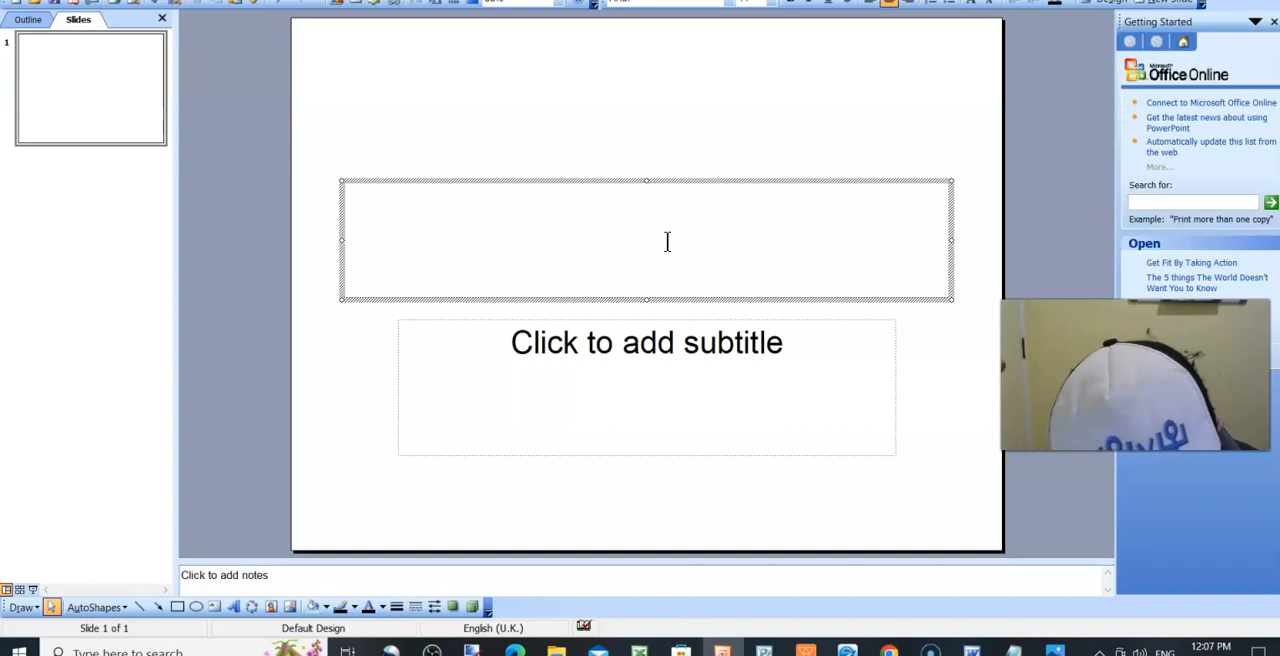 Outline
Slides
Getting Started
1
Microsoft
Office Online
Connect to Microsoft Office Online
Get the latest news about using
PowerPoint
Automatically update this list from
the web
More...
Search for:
Example: "Print more than one copy"
Open
Get Fit By Taking Action
The 5 things The World Doesn't
Want You to Know
Click to add subtitle
Click to add notes
Draw
AutoShapes
Slide 1 of 1
Default Design
English (U.K.)
Type here to search
ENG
12:07 PM